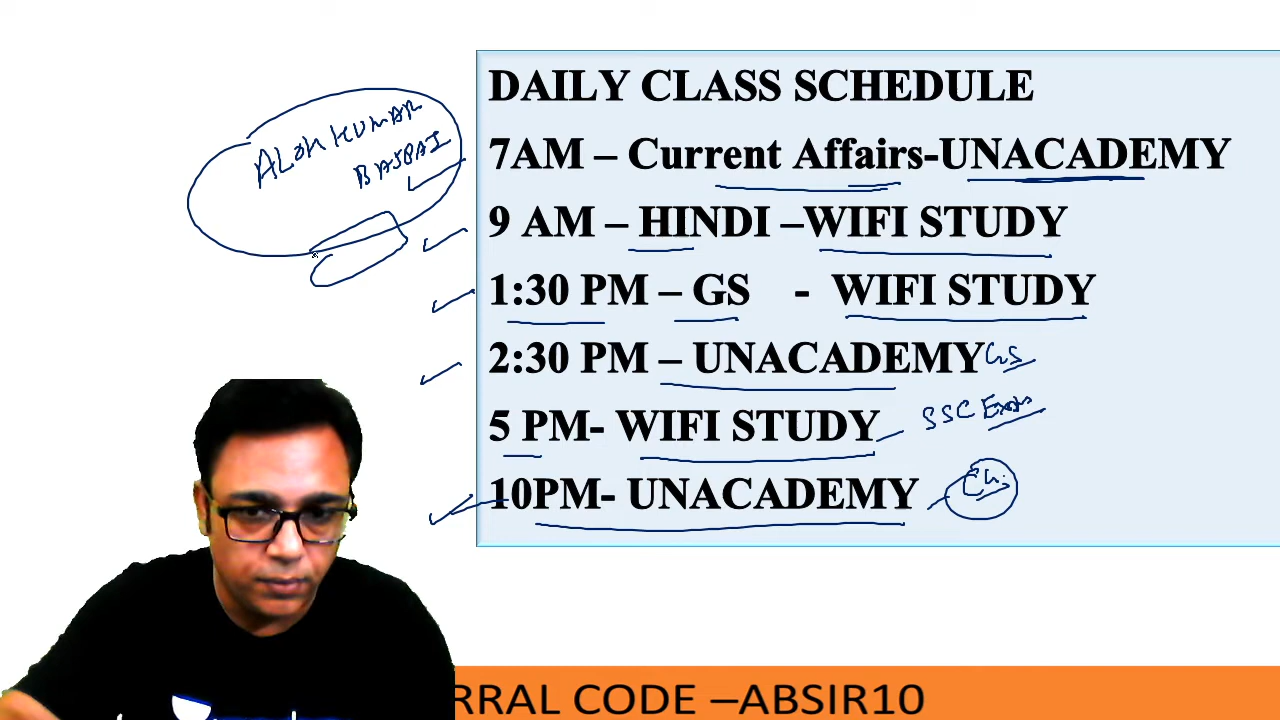 ALOK KUMAR
BAJPAI
DAILY CLASS SCHEDULE
7AM – Current Affairs-UNACADEMY
9 AM – HINDI –WIFI STUDY
1:30 PM – GS - WIFI STUDY
2:30 PM – UNACADEMY GS
5 PM- WIFI STUDY SSC Exam
10PM- UNACADEMY
RRAL CODE –ABSIR10